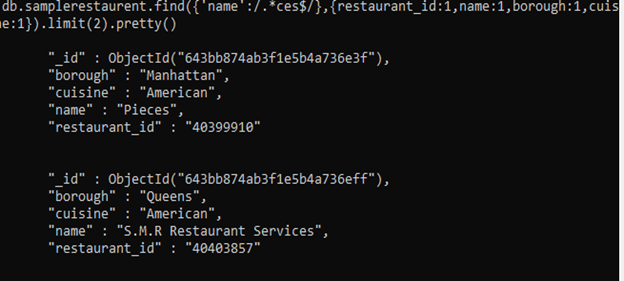 db.samplerestaurent.find({'name':/.*ces$/},{restaurant_id:1,name:1,borough:1,cuis
ne:1}).limit(2).pretty()
"_id" : ObjectId("643bb874ab3f1e5b4a736e3f"),
"borough" : "Manhattan",
"cuisine" : "American",
"name" : "Pieces",
"restaurant_id" : "40399910"
"_id" : ObjectId("643bb874ab3f1e5b4a736eff"),
"borough" : "Queens",
"cuisine" : "American",
"name" : "S.M.R Restaurant Services",
"restaurant_id" : "40403857"